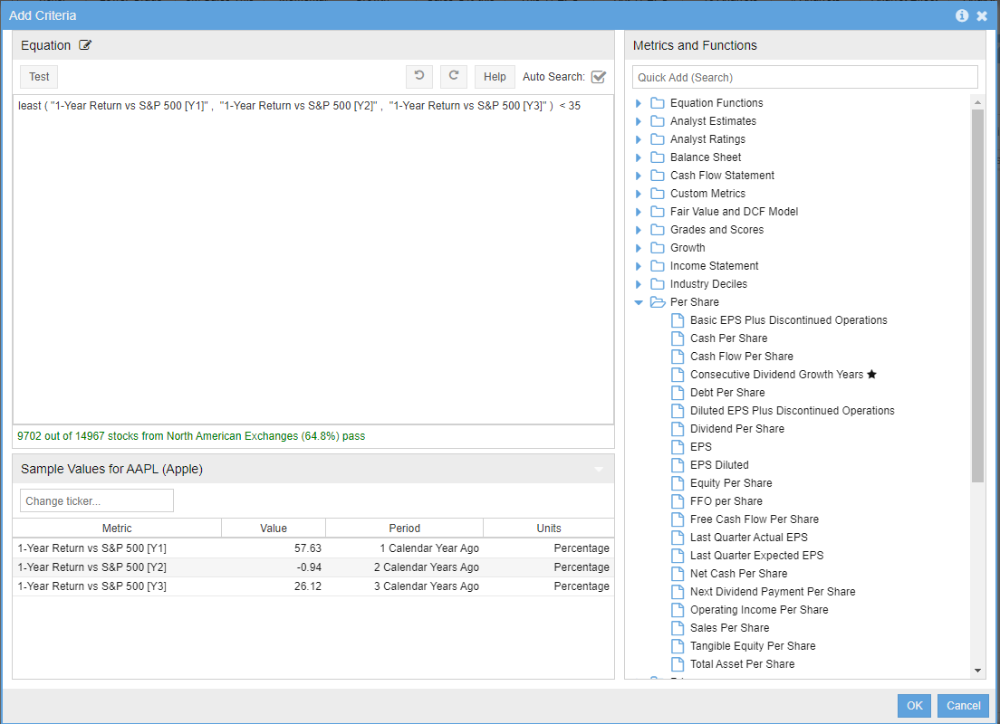 Add Criteria
Equation
Test
Help
Auto Search:
least ( "1-Year Return vs S&P 500 [Y1]" , "1-Year Return vs S&P 500 [Y2]" , "1-Year Return vs S&P 500 [Y3]" ) < 35
9702 out of 14967 stocks from North American Exchanges (64.8%) pass
Sample Values for AAPL (Apple)
Change ticker...
Metric Value Period Units
1-Year Return vs S&P 500 [Y1] 57.63 1 Calendar Year Ago Percentage
1-Year Return vs S&P 500 [Y2] -0.94 2 Calendar Years Ago Percentage
1-Year Return vs S&P 500 [Y3] 26.12 3 Calendar Years Ago Percentage
Metrics and Functions
Quick Add (Search)
Equation Functions
Analyst Estimates
Analyst Ratings
Balance Sheet
Cash Flow Statement
Custom Metrics
Fair Value and DCF Model
Grades and Scores
Growth
Income Statement
Industry Deciles
Per Share
Basic EPS Plus Discontinued Operations
Cash Per Share
Cash Flow Per Share
Consecutive Dividend Growth Years ★
Debt Per Share
Diluted EPS Plus Discontinued Operations
Dividend Per Share
EPS
EPS Diluted
Equity Per Share
FFO per Share
Free Cash Flow Per Share
Last Quarter Actual EPS
Last Quarter Expected EPS
Net Cash Per Share
Next Dividend Payment Per Share
Operating Income Per Share
Sales Per Share
Tangible Equity Per Share
Total Asset Per Share
OK
Cancel